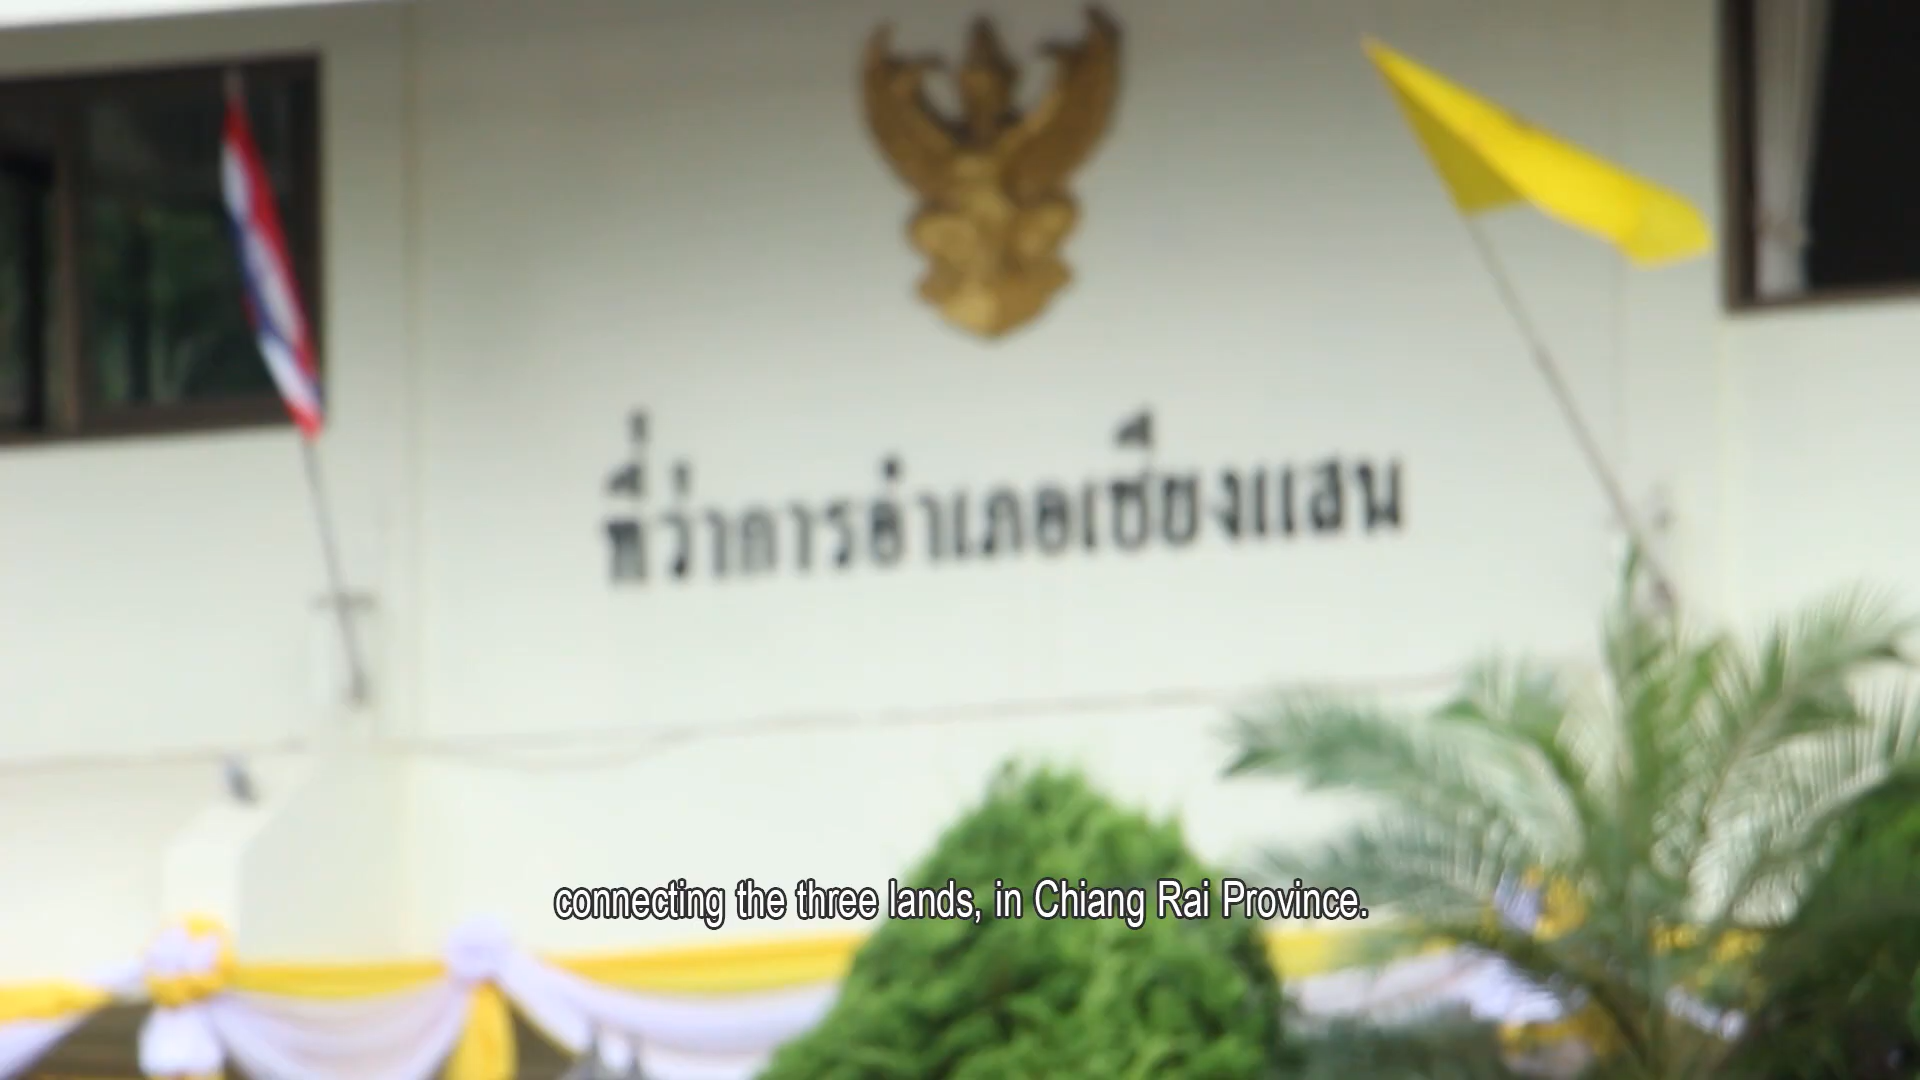 ที่ว่าการอำเภอเชียงแสน
connecting the three lands, in Chiang Rai Province.